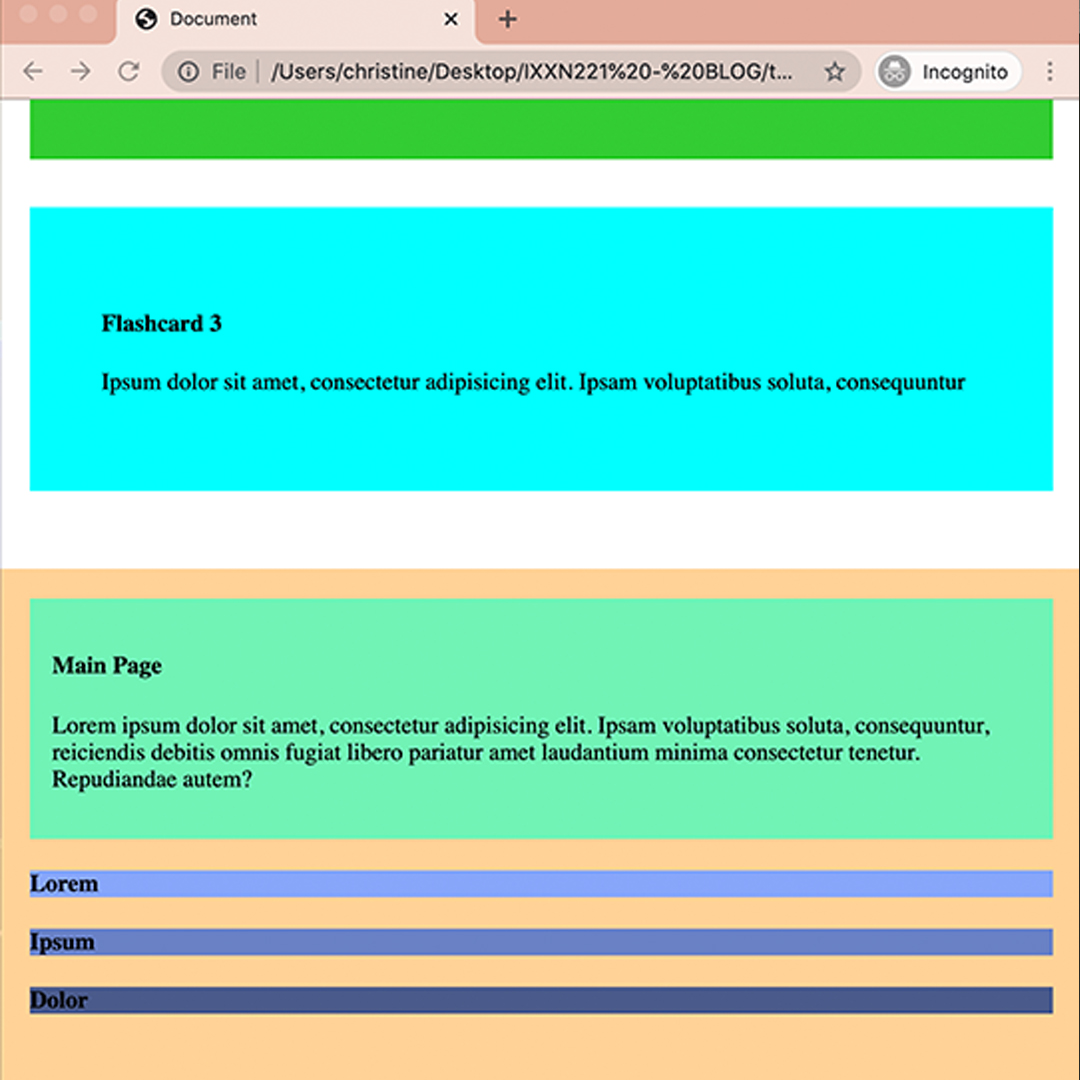 Document
File
/Users/christine/Desktop/IXXN221%20-%20BLOG/t...
Incognito
Flashcard 3
Ipsum dolor sit amet, consectetur adipisicing elit. Ipsam voluptatibus soluta, consequuntur
Main Page
Lorem ipsum dolor sit amet, consectetur adipisicing elit. Ipsam voluptatibus soluta, consequuntur,
reiciendis debitis omnis fugiat libero pariatur amet laudantium minima consectetur tenetur.
Repudiandae autem?
Lorem
Ipsum
Dolor